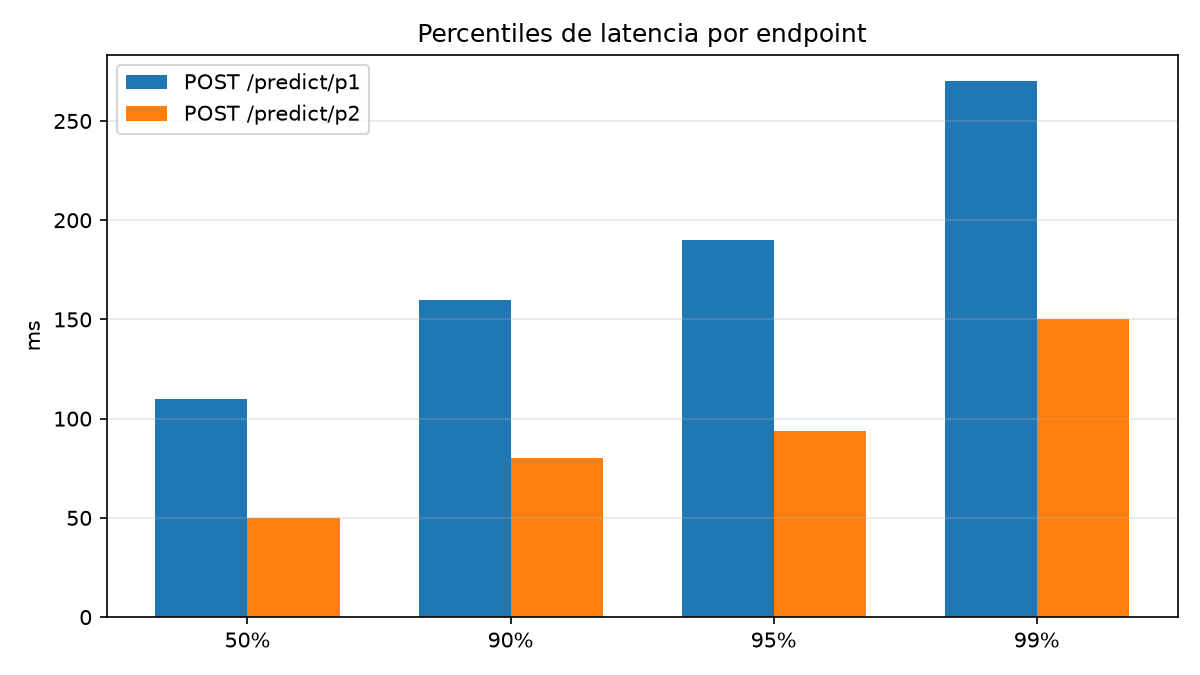 Percentiles de latencia por endpoint
POST /predict/p1
POST /predict/p2
ms
250
200
150
100
50
0
50%
90%
95%
99%